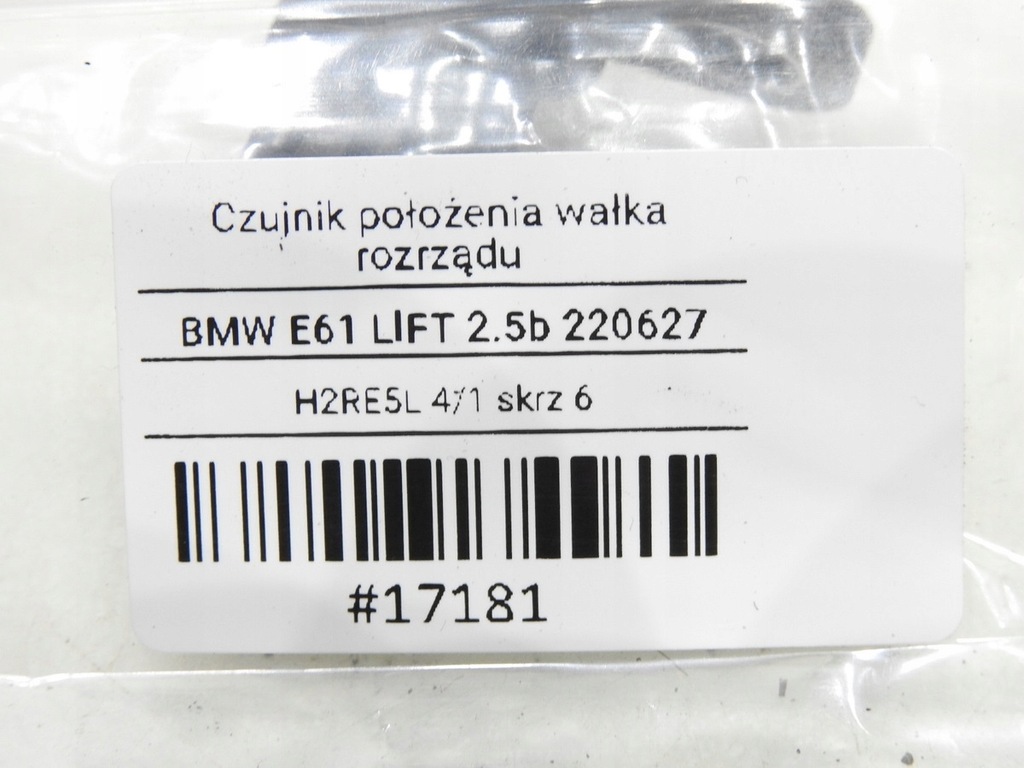 Czujnik położenia wałka
rozrządu
BMW E61 LIFT 2.5b 220627
H2RE5L 4/1 skrz 6
#17181